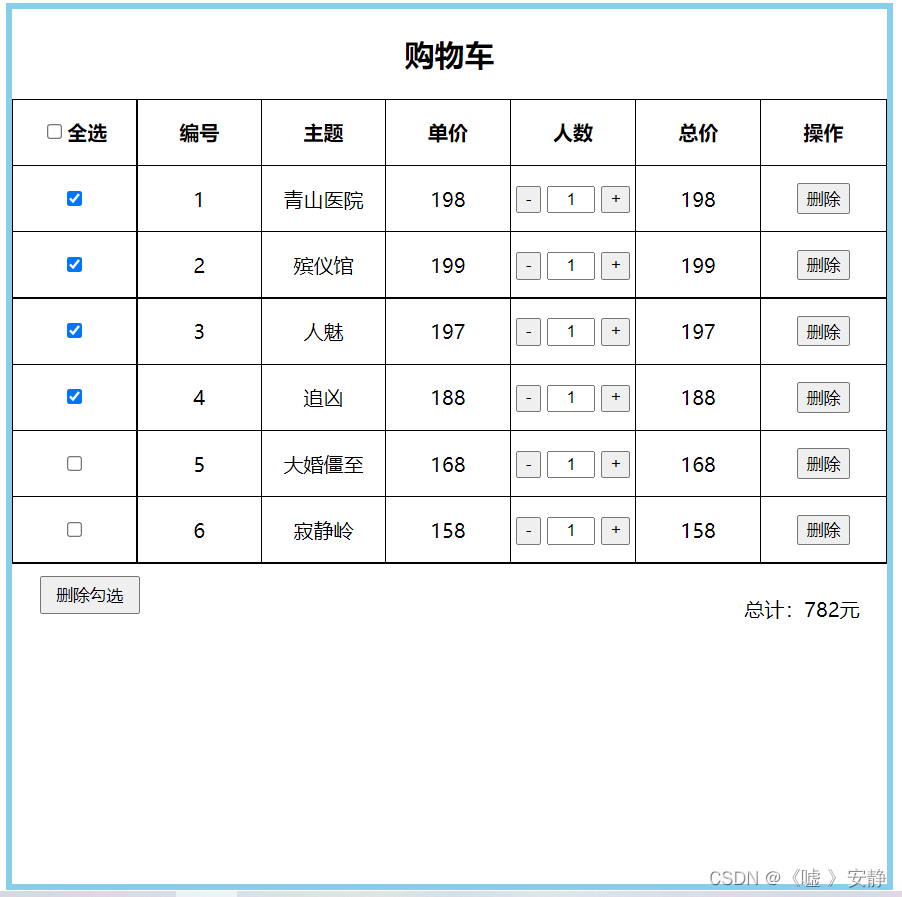 购物车
全选 编号 主题 单价 人数 总价 操作
1 青山医院 198 - 1 + 198 删除
2 殡仪馆 199 - 1 + 199 删除
3 人魅 197 - 1 + 197 删除
4 追凶 188 - 1 + 188 删除
5 大婚僵至 168 - 1 + 168 删除
6 寂静岭 158 - 1 + 158 删除
删除勾选
总计：782元
CSDN @《嘘 》安静